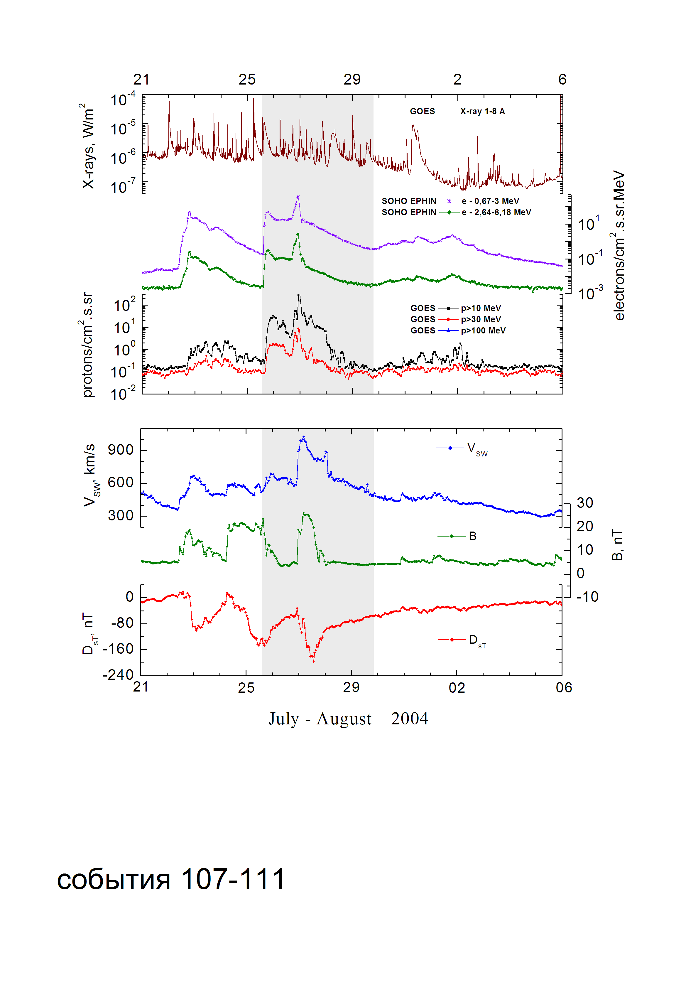 21 25 29 2 6
X-rays, W/m²
10⁻⁴
10⁻⁵
10⁻⁶
10⁻⁷
GOES X-ray 1-8 A
SOHO EPHIN e - 0,67-3 MeV
SOHO EPHIN e - 2,64-6,18 MeV
electrons/cm².s.sr.MeV
10¹
10⁻¹
10⁻³
protons/cm².s.sr
10²
10¹
10⁰
10⁻¹
10⁻²
GOES p>10 MeV
GOES p>30 MeV
GOES p>100 MeV
V_SW, km/s
900
600
300
V_SW
B
B, nT
30
20
10
0
-10
D_sT, nT
0
-80
-160
-240
D_sT
21 25 29 02 06
July - August 2004
события 107-111